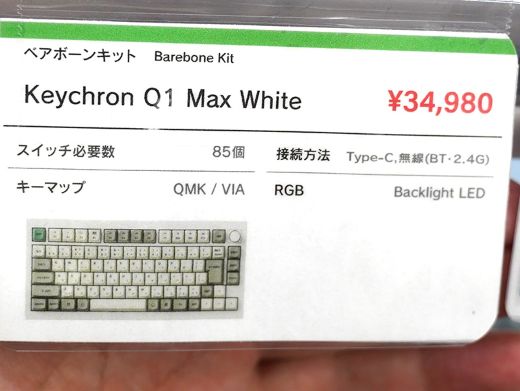 ベアボーンキット Barebone Kit
Keychron Q1 Max White ¥34,980
スイッチ必要数 85個
接続方法 Type-C,無線(BT・2.4G)
キーマップ QMK / VIA
RGB Backlight LED